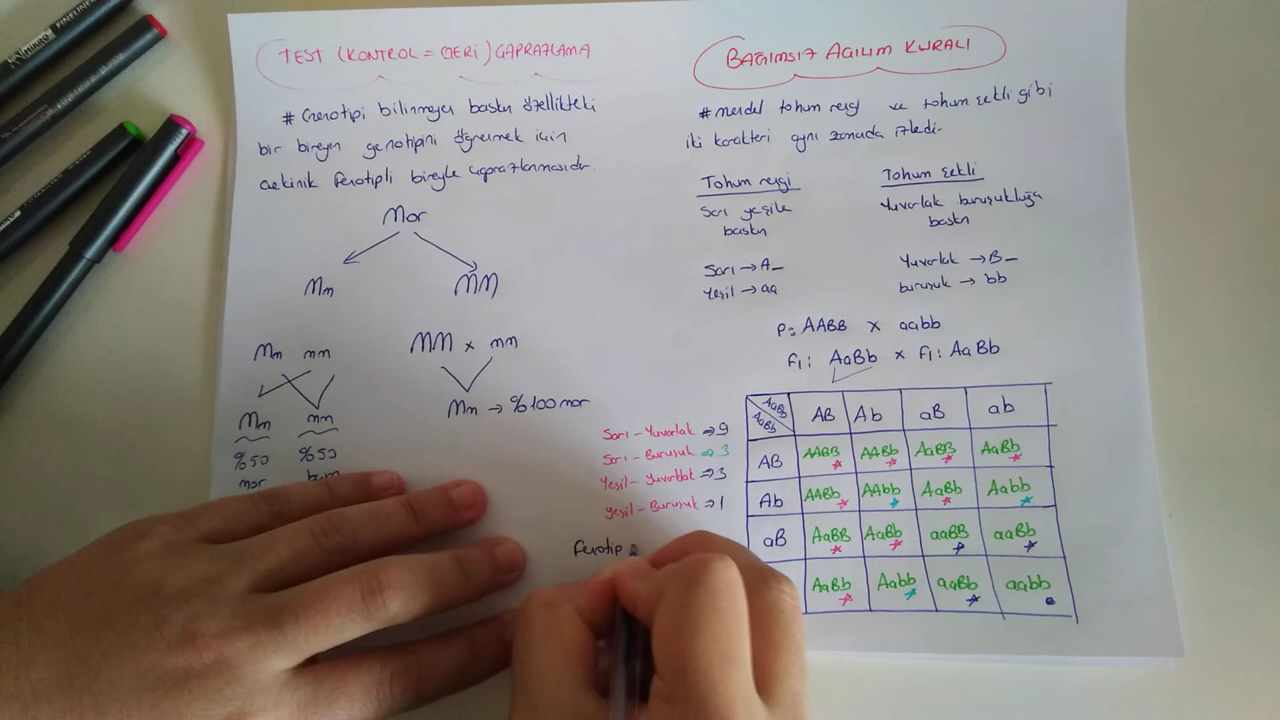 TEST (KONTROL = GERİ) ÇAPRAZLAMA
# Genotipi bilinmeyen baskın özellikteki
bir bireyin genotipini öğrenmek için
çekinik fenotipli bireyle çaprazlanmasıdır.
Mor
Mm MM
Mm mm
Mm mm
%50 %50
mor
MM x mm
Mm → %100 mor
BAĞIMSIZ AÇILIM KURALI
# mendel tohum rengi ve tohum şekli gibi
iki karakteri aynı zamanda izledi.
Tohum rengi
Sarı yeşile
baskın
Sarı → A_
Yeşil → aa
Tohum şekli
Yuvarlak buruşukluğa
baskın
Yuvarlak → B_
buruşuk → bb
P: AABB x aabb
F1: AaBb x F1: AaBb
Sarı - Yuvarlak → 9
Sarı - Buruşuk → 3
Yeşil - Yuvarlak → 3
Yeşil - Buruşuk → 1
Fenotip
AaBb
AaBb
AB Ab aB ab
AB AABB AABb AaBB AaBb
Ab AABb AAbb AaBb Aabb
aB AaBB AaBb aaBB aaBb
AaBb Aabb aaBb aabb